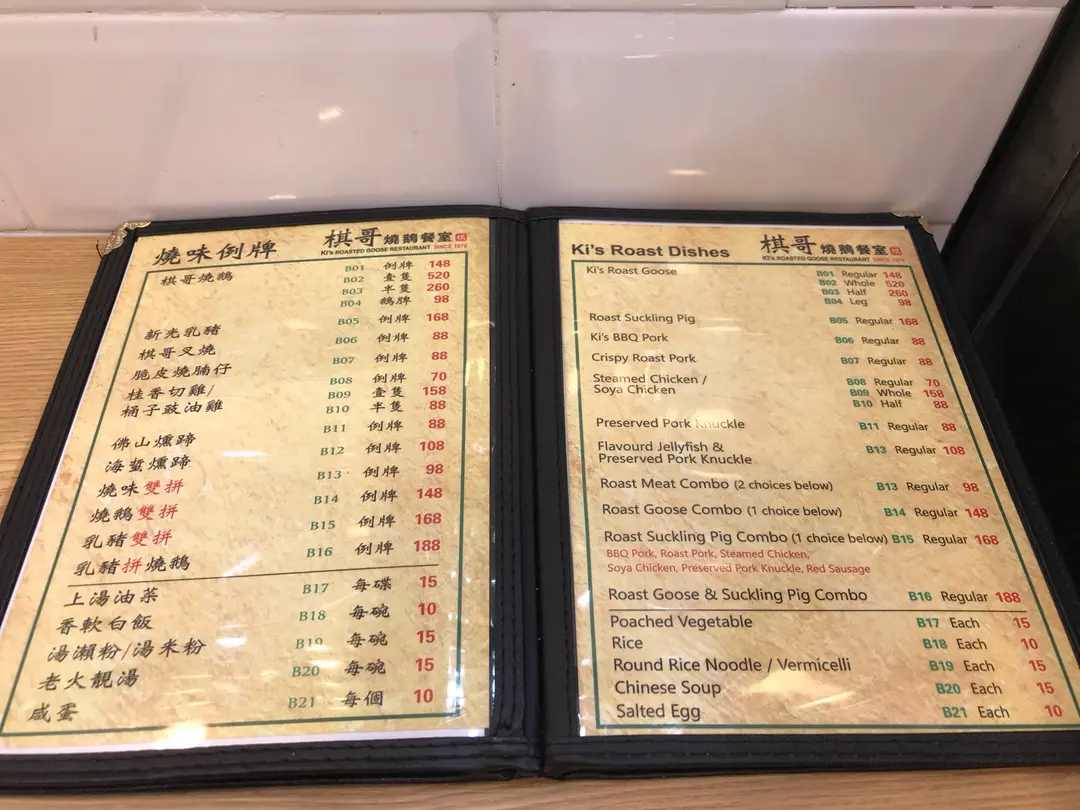 燒味例牌
棋哥燒鵝餐室 棋
Ki's ROASTED GOOSE RESTAURANT SINCE 1976
棋哥燒鵝 B01 例牌 148
B02 壹隻 520
B03 半隻 260
B04 鵝髀 98
新光乳豬 B05 例牌 168
棋哥叉燒 B06 例牌 88
脆皮燒腩仔 B07 例牌 88
桂香切雞/ B08 例牌 70
桶子豉油雞 B09 壹隻 158
B10 半隻 88
佛山燻蹄 B11 例牌 88
海蜇燻蹄 B12 例牌 108
燒味雙拼 B13 例牌 98
燒鵝雙拼 B14 例牌 148
乳豬雙拼 B15 例牌 168
乳豬拼燒鵝 B16 例牌 188
上湯油菜 B17 每碟 15
香軟白飯 B18 每碗 10
湯瀨粉/湯米粉 B19 每碗 15
老火靚湯 B20 每碗 15
咸蛋 B21 每個 10
Ki's Roast Dishes
棋哥燒鵝餐室 棋
Ki's ROASTED GOOSE RESTAURANT SINCE 1976
Ki's Roast Goose B01 Regular 148
B02 Whole 520
B03 Half 260
B04 Leg 98
Roast Suckling Pig B05 Regular 168
Ki's BBQ Pork B06 Regular 88
Crispy Roast Pork B07 Regular 88
Steamed Chicken / B08 Regular 70
Soya Chicken B09 Whole 158
B10 Half 88
Preserved Pork Knuckle B11 Regular 88
Flavourd Jellyfish & B13 Regular 108
Preserved Pork Knuckle
Roast Meat Combo (2 choices below) B13 Regular 98
Roast Goose Combo (1 choice below) B14 Regular 148
Roast Suckling Pig Combo (1 choice below) B15 Regular 168
BBQ Pork, Roast Pork, Steamed Chicken,
Soya Chicken, Preserved Pork Knuckle, Red Sausage
Roast Goose & Suckling Pig Combo B16 Regular 188
Poached Vegetable B17 Each 15
Rice B18 Each 10
Round Rice Noodle / Vermicelli B19 Each 15
Chinese Soup B20 Each 15
Salted Egg B21 Each 10